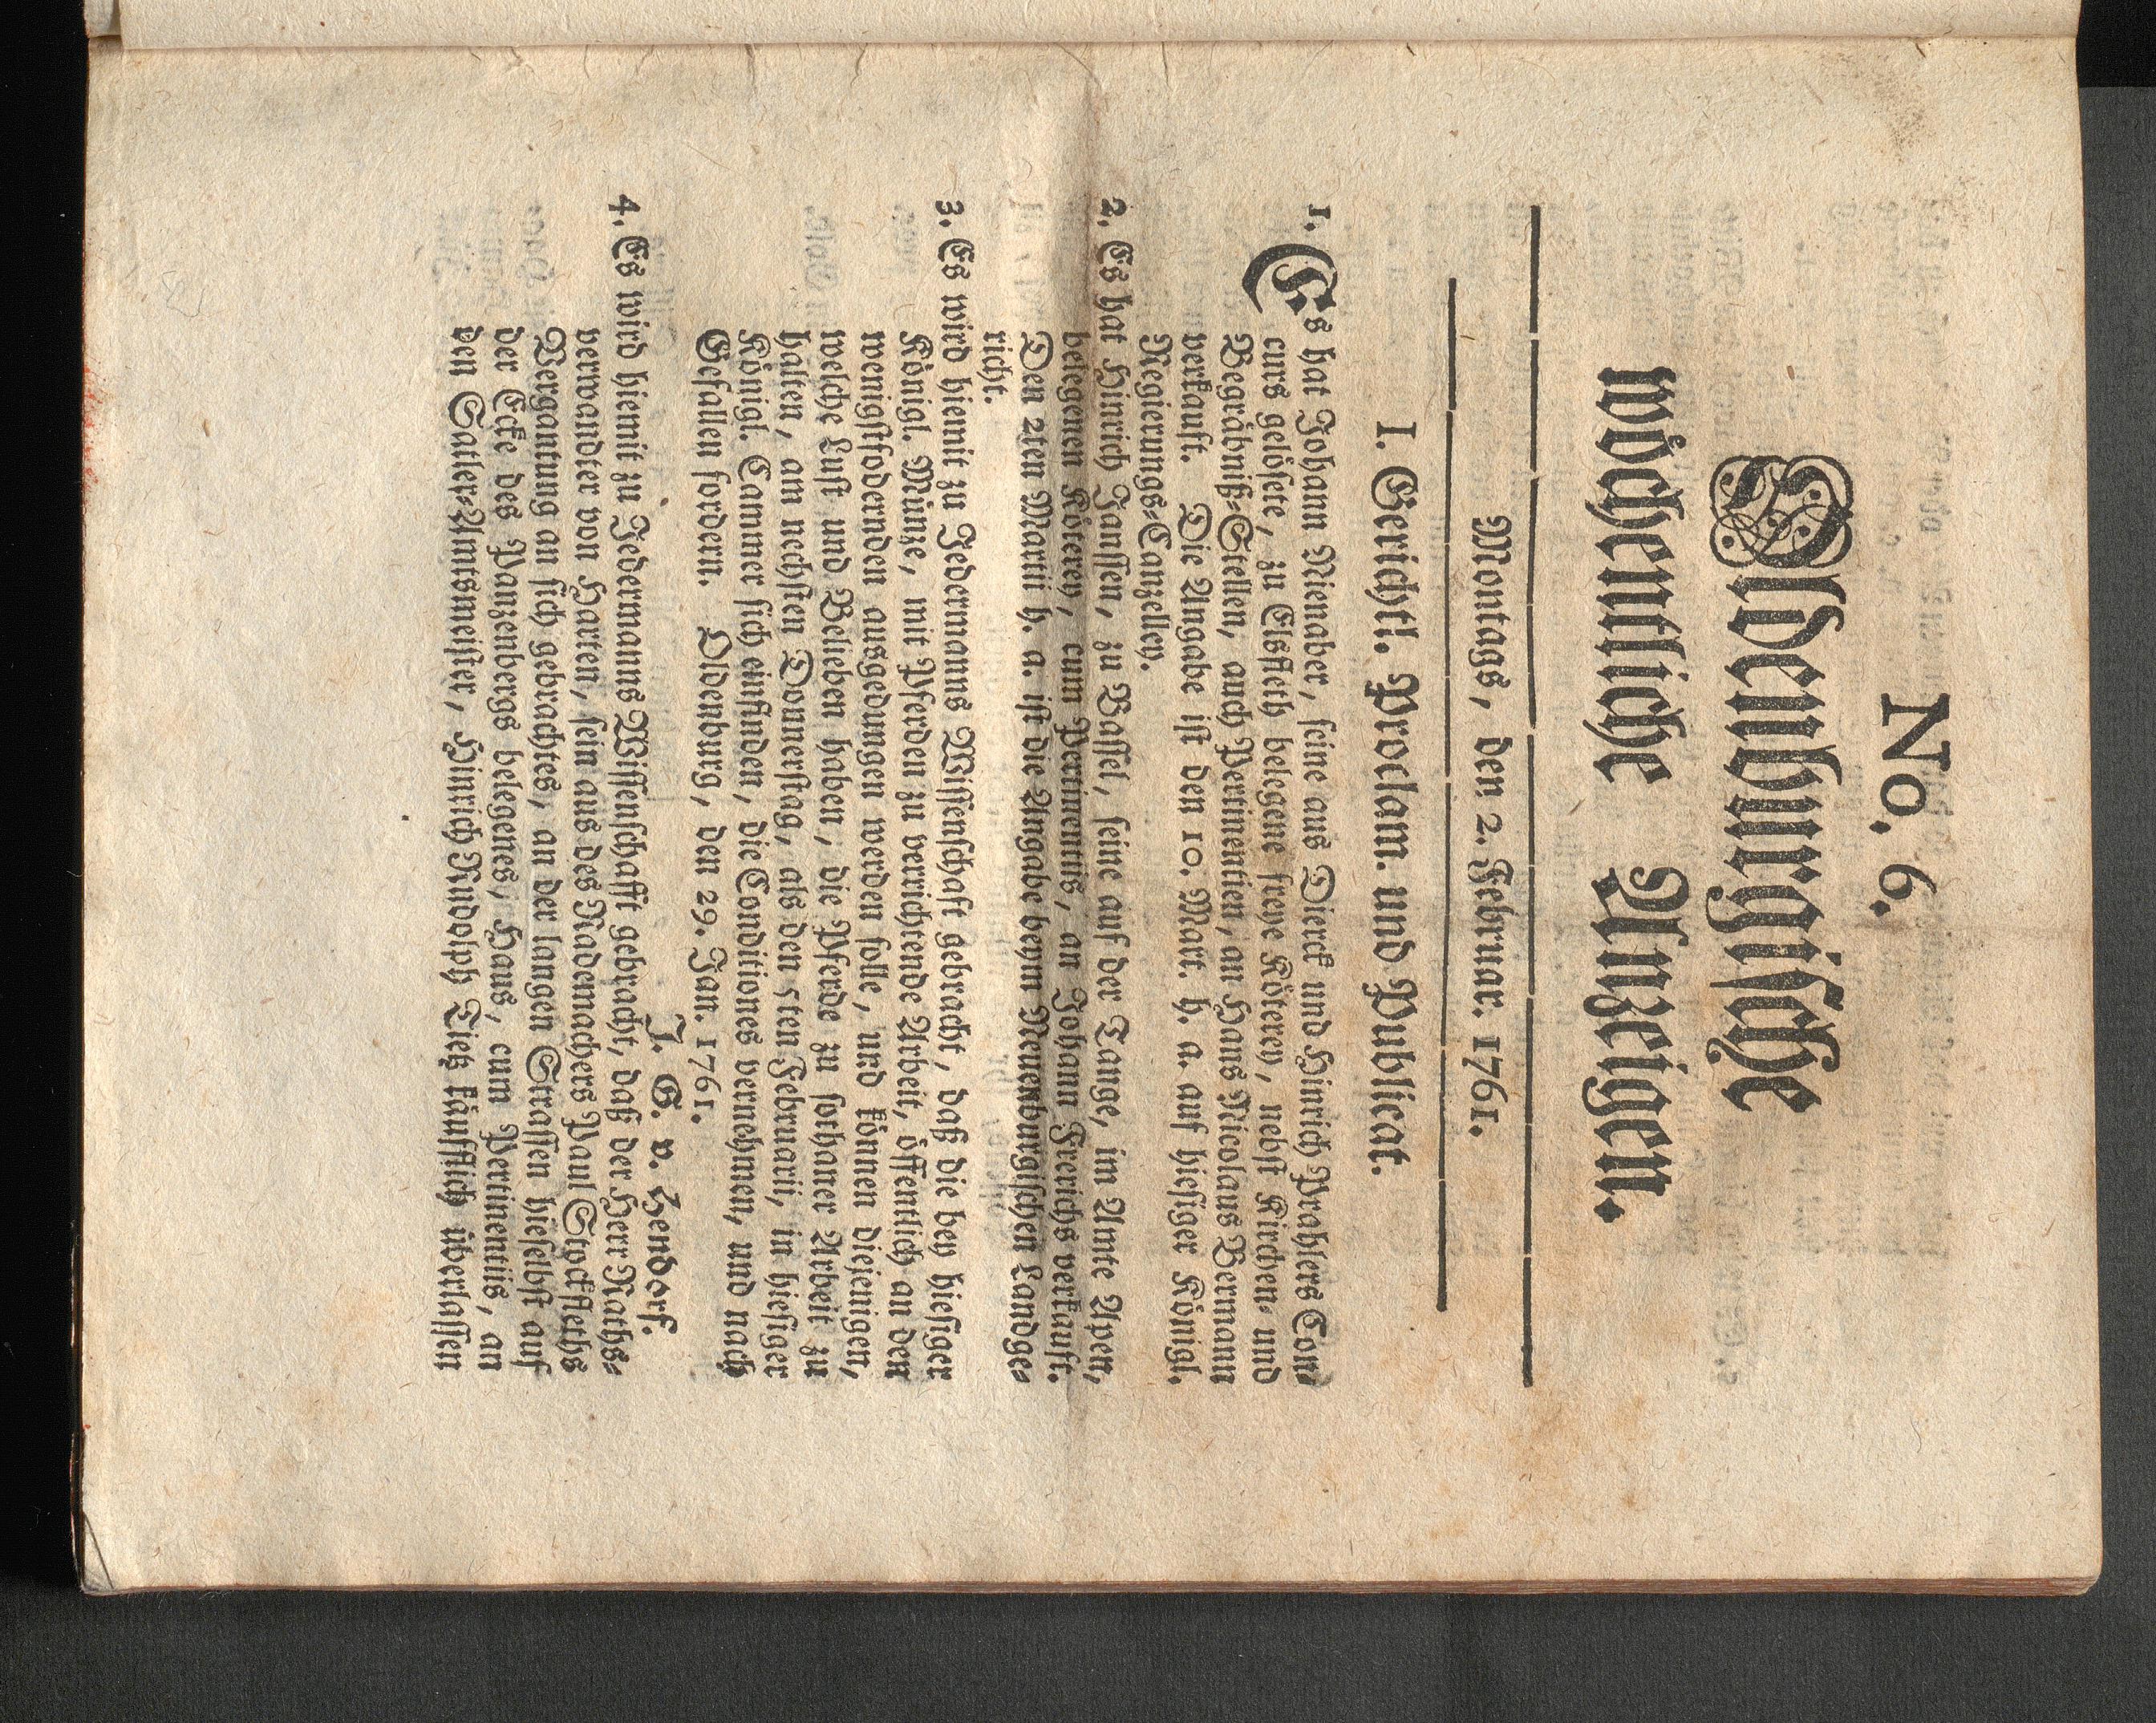 No. 6.
Oldenburgische
wöchentliche Anzeigen.
Montags, den 2. Februar. 1761.
I. Gerichtl. Proclam. und Publicat.
1. Es hat Johann Nienaber, seine aus Dierck und Hinrich Prahlers Con-
curs gelösete, zu Elsfleth belegene freye Köterey, nebst Kirchen- und
Begräbniß-Stellen, auch Pertinentien, an Hans Nicolaus Bermann
verkauft. Die Angabe ist den 10. Mart. h. a. auf hiesiger Königl.
Regierungs-Canzelley.
2. Es hat Hinrich Janssen, zu Vassel, seine auf der Tange, im Amte Apen,
belegenen Köterey, cum Pertinentiis, an Johann Frerichs verkauft.
Den 2ten Martii h. a. ist die Angabe beym Neuenburgischen Landge-
richt.
3. Es wird hiemit zu Jedermanns Wissenschaft gebracht, daß die bey hiesiger
Königl. Münze, mit Pferden zu verrichtende Arbeit, öffentlich an den
wenigstfodernden ausgedungen werden solle, und können diejenigen,
welche Lust und Belieben haben, die Pferde zu sothaner Arbeit zu
halten, am nechsten Donnerstag, als den 5ten Februarii, in hiesiger
Königl. Cammer sich einfinden, die Conditiones vernehmen, und nach
Gefallen fordern. Oldenburg, den 29. Jan. 1761.
J. G. v. Hendorf.
4. Es wird hiemit zu Jedermanns Wissenschafft gebracht, daß der Herr Raths-
verwandter von Harten, sein aus des Rademachers Paul Stockfleths
Vergantung an sich gebrachtes, an der langen Strassen hieselbst auf
der Ecke des Panzenbergs belegenes, Haus, cum Pertinentiis, an
den Satler-Amtsmeister, Hinrich Rudolph Tietz käufflich überlassen